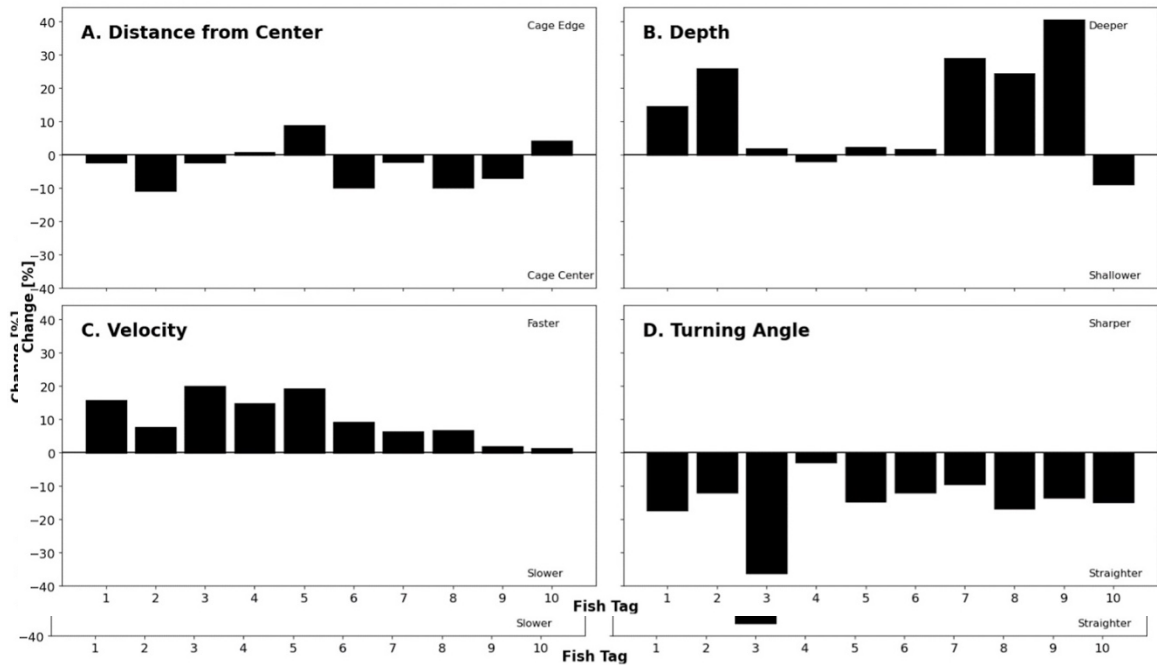 A. Distance from Center
Cage Edge
40
30
20
10
0
−10
−20
−30
−40
Cage Center
B. Depth
Deeper
Shallower
Change [%]
Change [%]
C. Velocity
Faster
40
30
20
10
0
−10
−20
−30
−40
Slower
1 2 3 4 5 6 7 8 9 10
D. Turning Angle
Sharper
Straighter
1 2 3 4 5 6 7 8 9 10
Fish Tag
−40
Slower
Straighter
1 2 3 4 5 6 7 8 9 10
1 2 3 4 5 6 7 8 9 10
Fish Tag